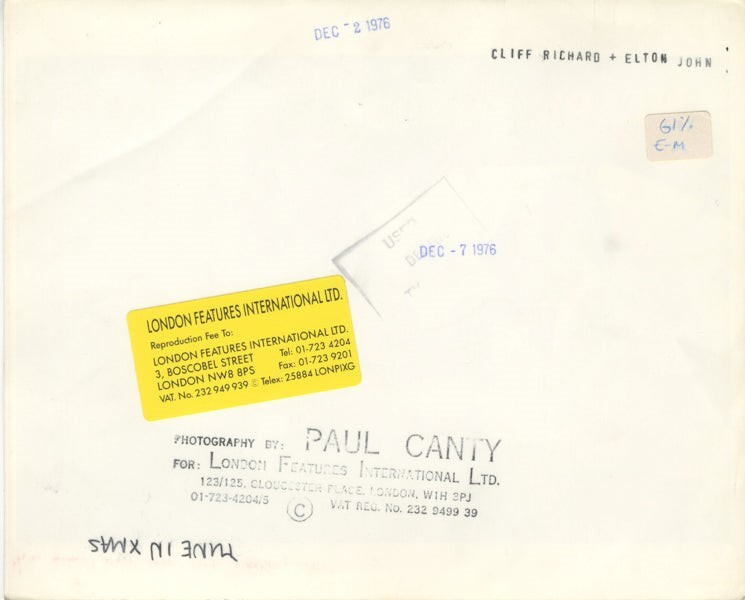 DEC - 2 1976
CLIFF RICHARD + ELTON JOHN
G1%
E-M
DEC - 7 1976
LONDON FEATURES INTERNATIONAL LTD.
Reproduction Fee To:
LONDON FEATURES INTERNATIONAL LTD.
3, BOSCOBEL STREET Tel: 01-723 4204
LONDON NW8 8PS Fax: 01-723 9201
VAT. No. 232 949 939 Telex: 25884 LONPIXG
PHOTOGRAPHY BY: PAUL CANTY
FOR: LONDON FEATURES INTERNATIONAL LTD.
123/125, GLOUCESTER PLACE, LONDON, W1H 3PJ
01-723-4204/5 © VAT REG. No. 232 9499 39
TUNE IN XMAS